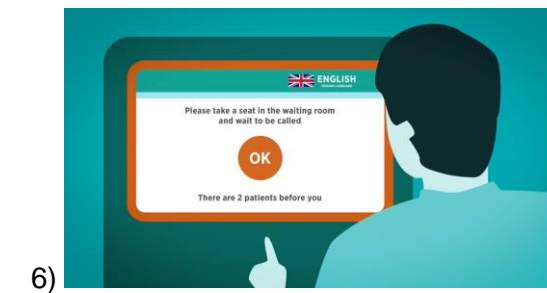 ENGLISH
Please take a seat in the waiting room
and wait to be called
OK
There are 2 patients before you
6)